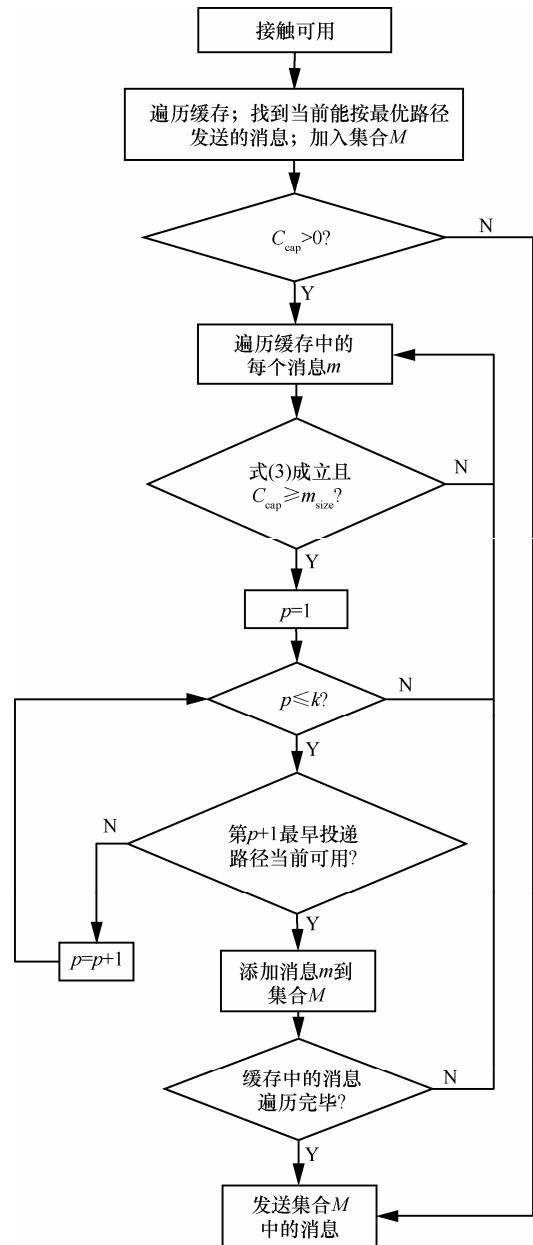 接触可用
遍历缓存；找到当前能按最优路径
发送的消息；加入集合M
C_cap>0?
N
Y
遍历缓存中的
每个消息m
式(3)成立且
C_cap≥m_size?
N
Y
p=1
p≤k?
N
Y
第p+1最早投递
路径当前可用?
N
Y
p=p+1
添加消息m到
集合M
缓存中的消息
遍历完毕?
N
Y
发送集合M
中的消息